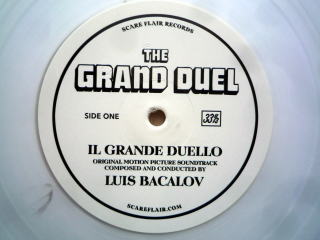 SCARE FLAIR RECORDS
THE
GRAND DUEL
SIDE ONE
33⅓
IL GRANDE DUELLO
ORIGINAL MOTION PICTURE SOUNDTRACK
COMPOSED AND CONDUCTED BY
LUIS BACALOV
SCAREFLAIR.COM